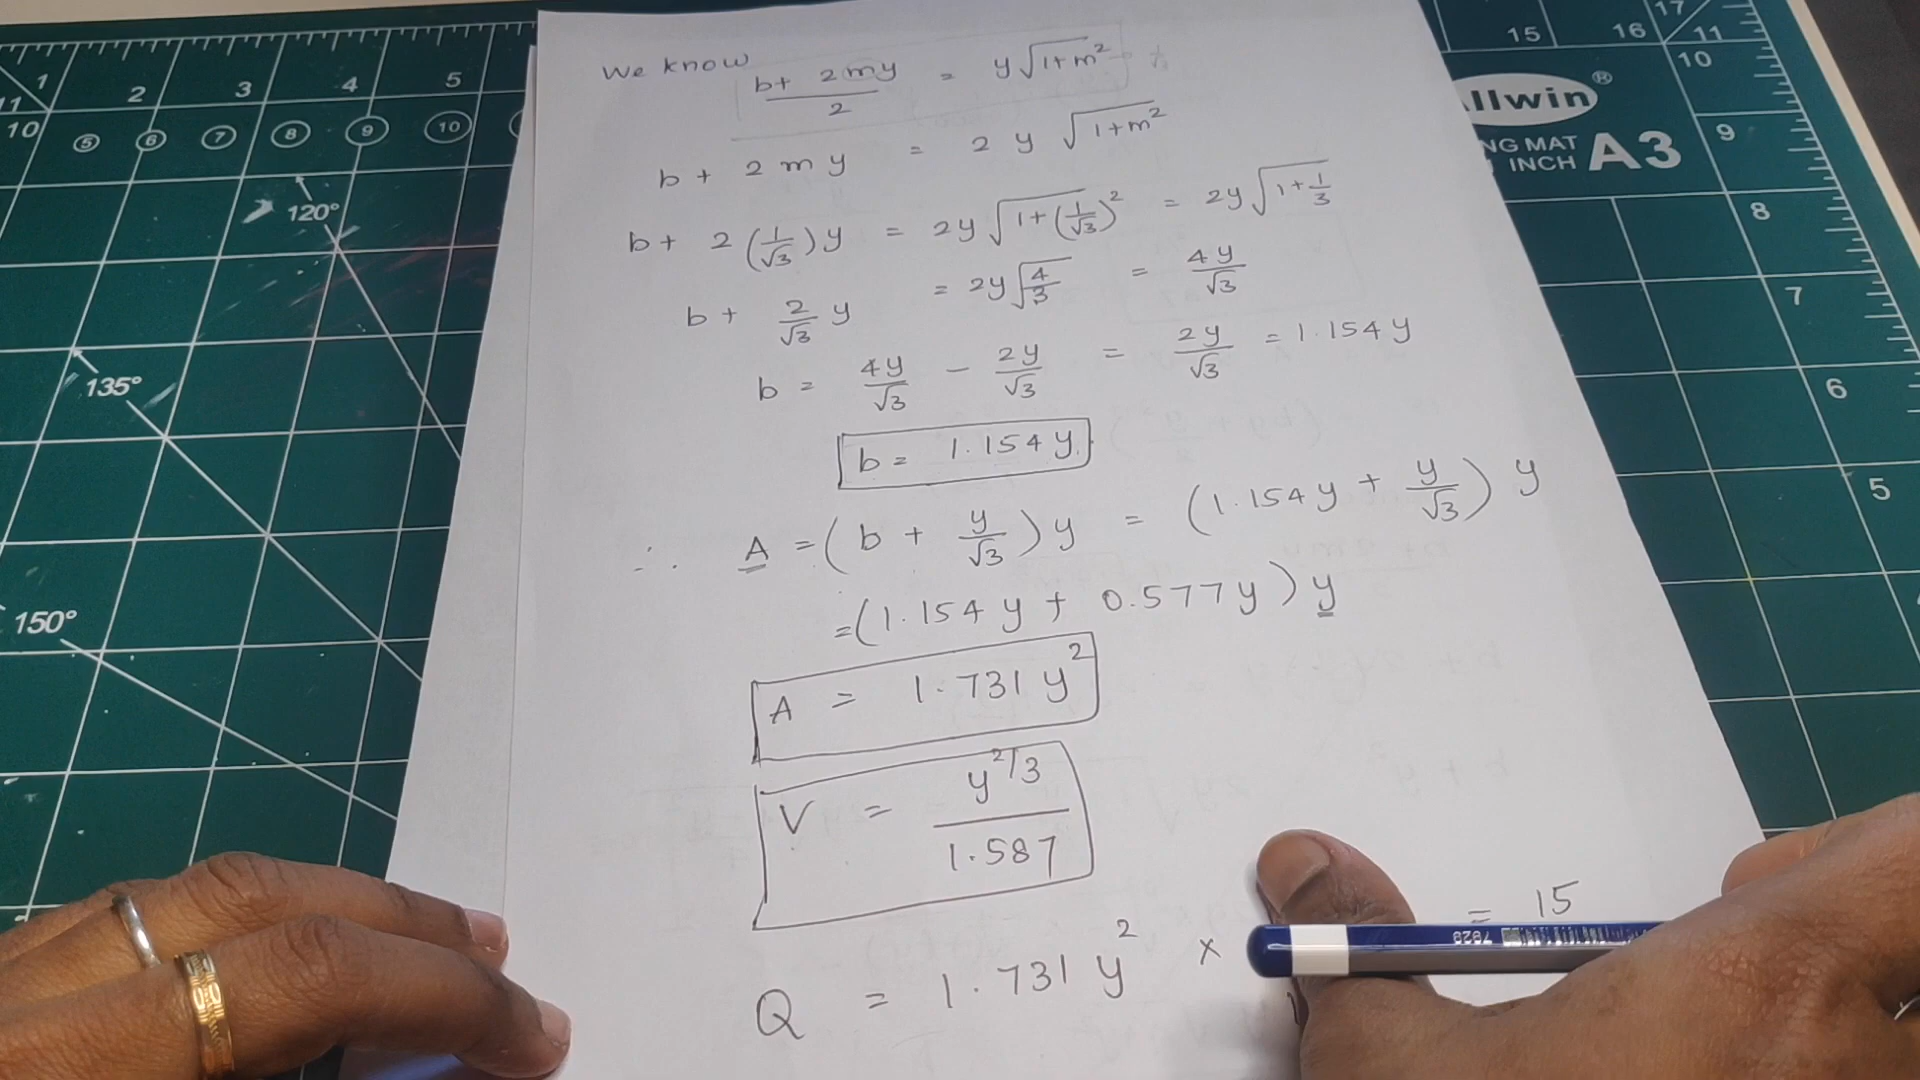 We know
(b + 2my)/2 = y√(1+m²)
b + 2my = 2y√(1+m²)
b + 2(1/√3)y = 2y√(1+(1/√3)²) = 2y√(1+1/3)
b + 2/√3 y = 2y√(4/3) = 4y/√3
b = 4y/√3 - 2y/√3 = 2y/√3 = 1.154y
b = 1.154y
∴ A = (b + y/√3)y = (1.154y + y/√3)y
= (1.154y + 0.577y)y
A = 1.731y²
V = y^(2/3)/1.587
Q = 1.731y² × = 15
1 2 3 4 5
11 10
5 6 7 8 9 10
120°
135°
150°
15 16 17
11 10 9 8 7 6 5
llwin®
NG MAT
INCH
A3
7929